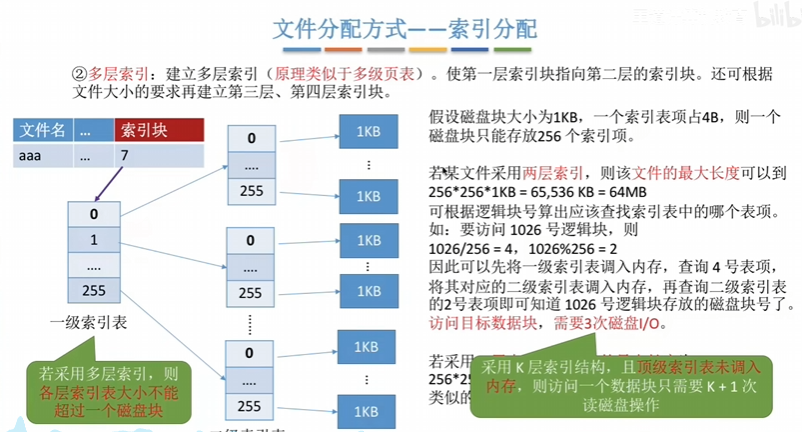 文件分配方式——索引分配
bilibili
②多层索引：建立多层索引（原理类似于多级页表）。使第一层索引块指向第二层的索引块。还可根据
文件大小的要求再建立第三层、第四层索引块。
文件名 … 索引块
aaa … 7
0
1
….
255
一级索引表
0
….
255
0
….
255
0
….
255
1KB
1KB
1KB
1KB
1KB
1KB
若采用多层索引，则
各层索引表大小不能
超过一个磁盘块
假设磁盘块大小为1KB，一个索引表项占4B，则一个
磁盘块只能存放256 个索引项。
若某文件采用两层索引，则该文件的最大长度可以到
256*256*1KB = 65,536 KB = 64MB
可根据逻辑块号算出应该查找索引表中的哪个表项。
如：要访问 1026 号逻辑块，则
1026/256 = 4，1026%256 = 2
因此可以先将一级索引表调入内存，查询 4 号表项，
将其对应的二级索引表调入内存，再查询二级索引表
的2号表项即可知道 1026 号逻辑块存放的磁盘块号了。
访问目标数据块，需要3次磁盘I/O。
若采用
256*2
类似的
采用 K 层索引结构，且顶级索引表未调入
内存，则访问一个数据块只需要 K + 1 次
读磁盘操作